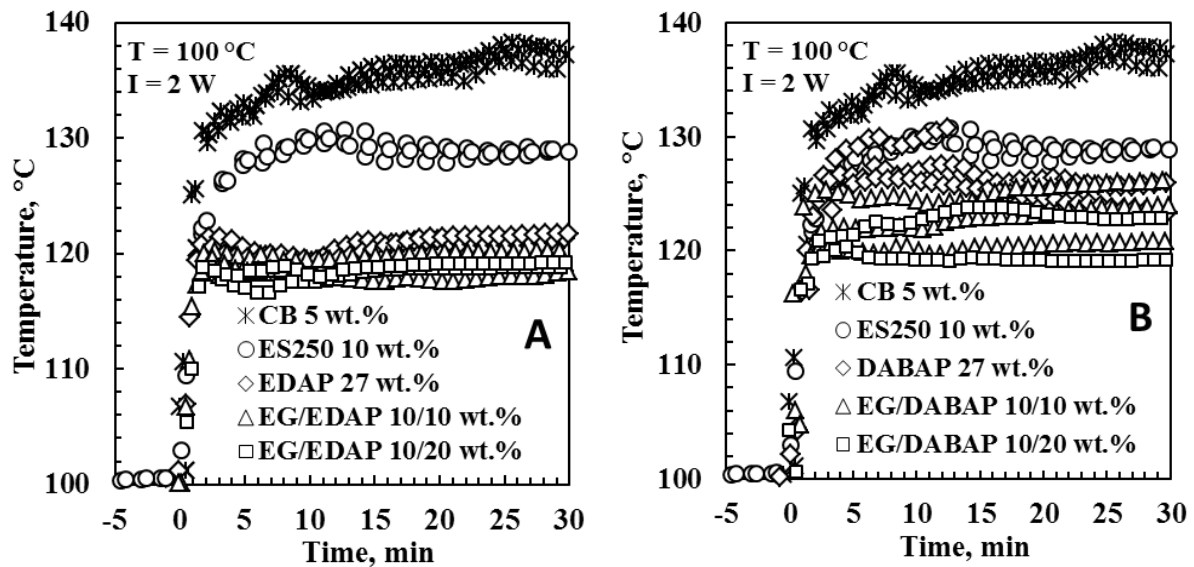 140
130
120
110
100
Temperature, °C
T = 100 °C
I = 2 W
CB 5 wt.%
A
ES250 10 wt.%
EDAP 27 wt.%
EG/EDAP 10/10 wt.%
EG/EDAP 10/20 wt.%
-5 0 5 10 15 20 25 30
Time, min
140
130
120
110
100
Temperature, °C
T = 100 °C
I = 2 W
CB 5 wt.%
B
ES250 10 wt.%
DABAP 27 wt.%
EG/DABAP 10/10 wt.%
EG/DABAP 10/20 wt.%
-5 0 5 10 15 20 25 30
Time, min